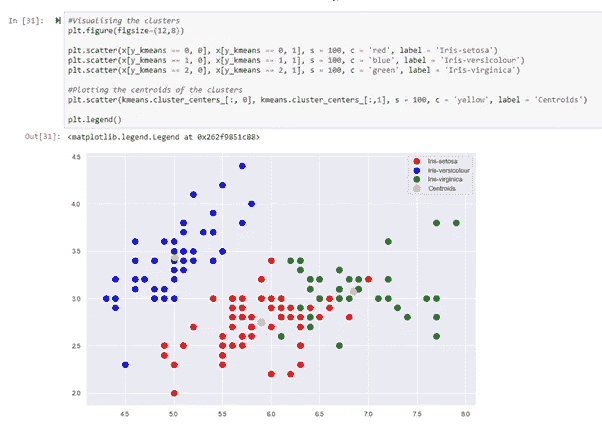 In [31]:
#Visualising the clusters
plt.figure(figsize=(12,8))
plt.scatter(x[y_kmeans == 0, 0], x[y_kmeans == 0, 1], s = 100, c = 'red', label = 'Iris-setosa')
plt.scatter(x[y_kmeans == 1, 0], x[y_kmeans == 1, 1], s = 100, c = 'blue', label = 'Iris-versicolour')
plt.scatter(x[y_kmeans == 2, 0], x[y_kmeans == 2, 1], s = 100, c = 'green', label = 'Iris-virginica')
#Plotting the centroids of the clusters
plt.scatter(kmeans.cluster_centers_[:, 0], kmeans.cluster_centers_[:,1], s = 100, c = 'yellow', label = 'Centroids')
plt.legend()
Out[31]: <matplotlib.legend.Legend at 0x262f9851c88>
4.5
4.0
3.5
3.0
2.5
2.0
Iris-setosa
Iris-versicolour
Iris-virginica
Centroids
4.5 5.0 5.5 6.0 6.5 7.0 7.5 8.0